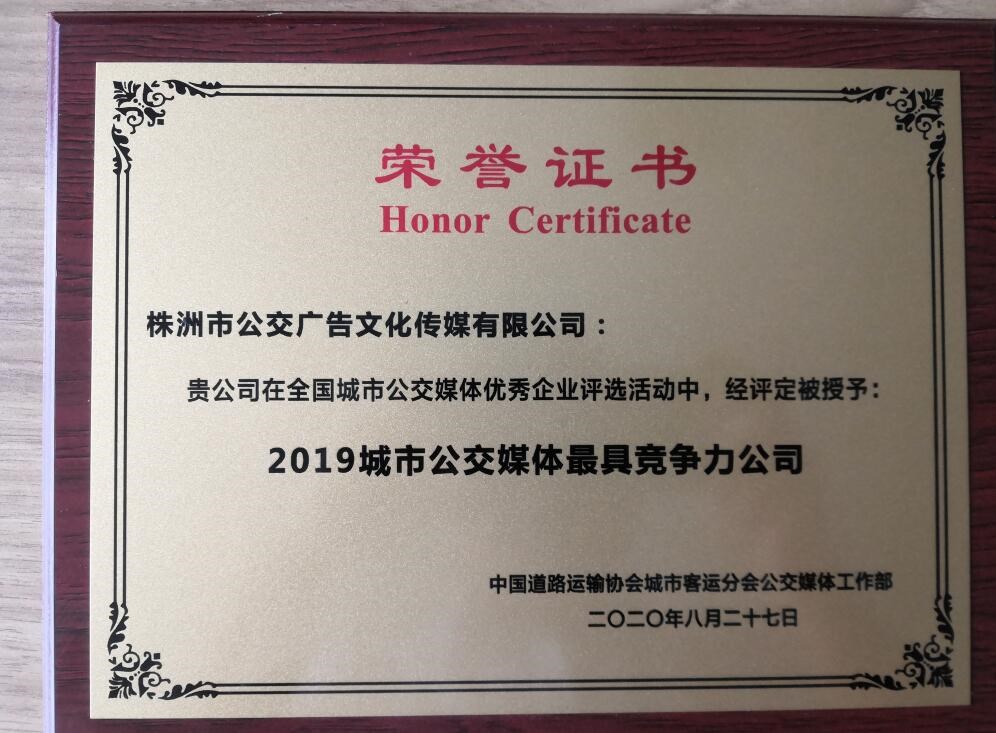 荣誉证书
Honor Certificate
株洲市公交广告文化传媒有限公司：
贵公司在全国城市公交媒体优秀企业评选活动中，经评定被授予：
2019城市公交媒体最具竞争力公司
中国道路运输协会城市客运分会公交媒体工作部
二〇二〇年八月二十七日